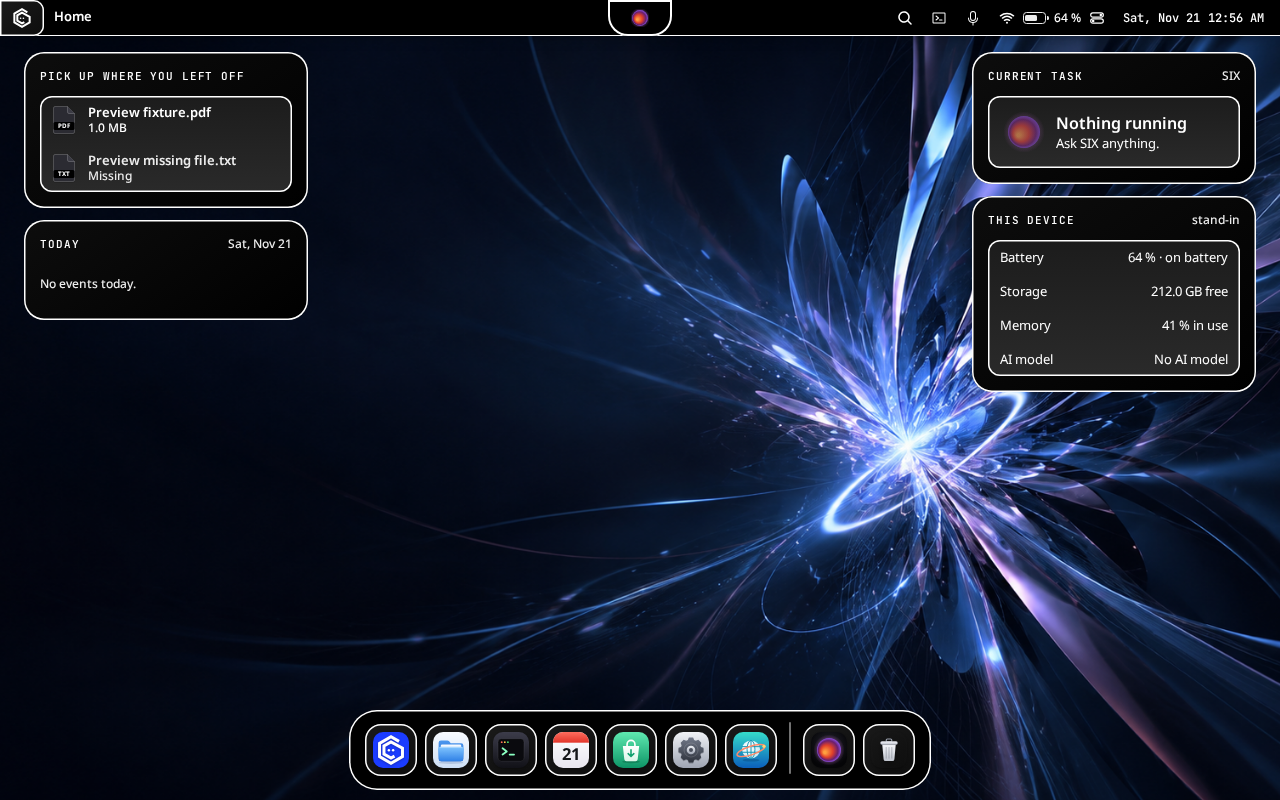 Home
64 %
Sat, Nov 21 12:56 AM
PICK UP WHERE YOU LEFT OFF
PDF
Preview fixture.pdf
1.0 MB
TXT
Preview missing file.txt
Missing
TODAY
Sat, Nov 21
No events today.
CURRENT TASK
SIX
Nothing running
Ask SIX anything.
THIS DEVICE
stand-in
Battery
64 % · on battery
Storage
212.0 GB free
Memory
41 % in use
AI model
No AI model
21